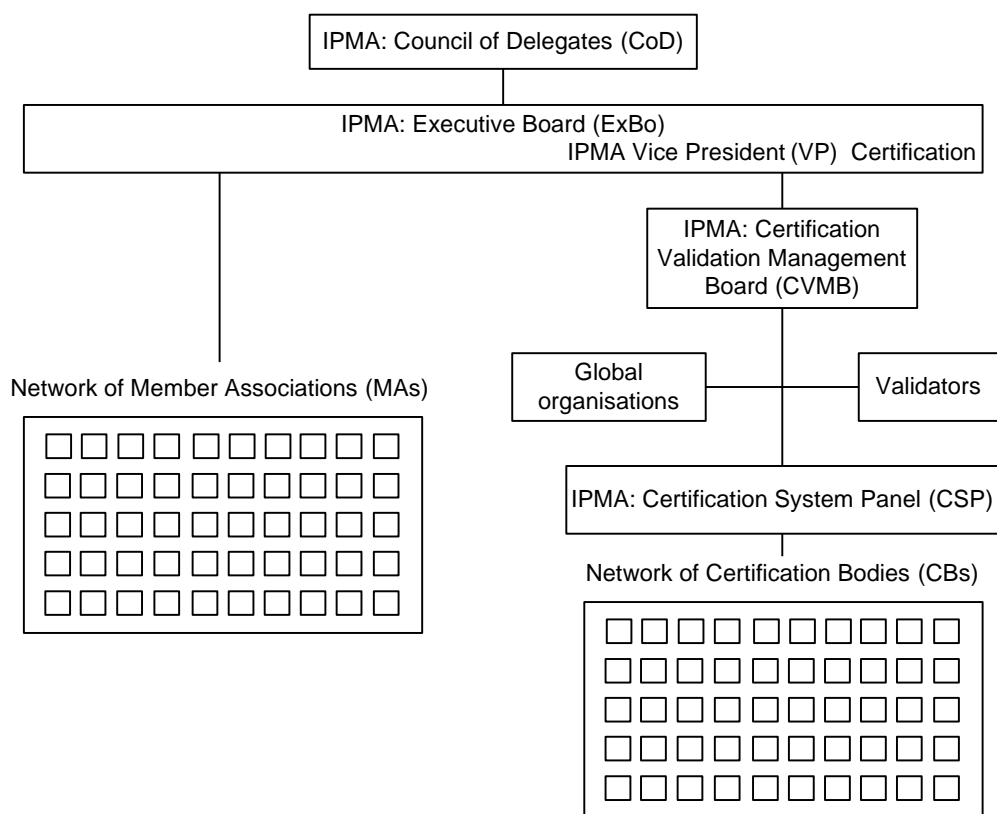 IPMA: Council of Delegates (CoD)
IPMA: Executive Board (ExBo)
IPMA Vice President (VP) Certification
IPMA: Certification
Validation Management
Board (CVMB)
Global
organisations
Validators
Network of Member Associations (MAs)
IPMA: Certification System Panel (CSP)
Network of Certification Bodies (CBs)